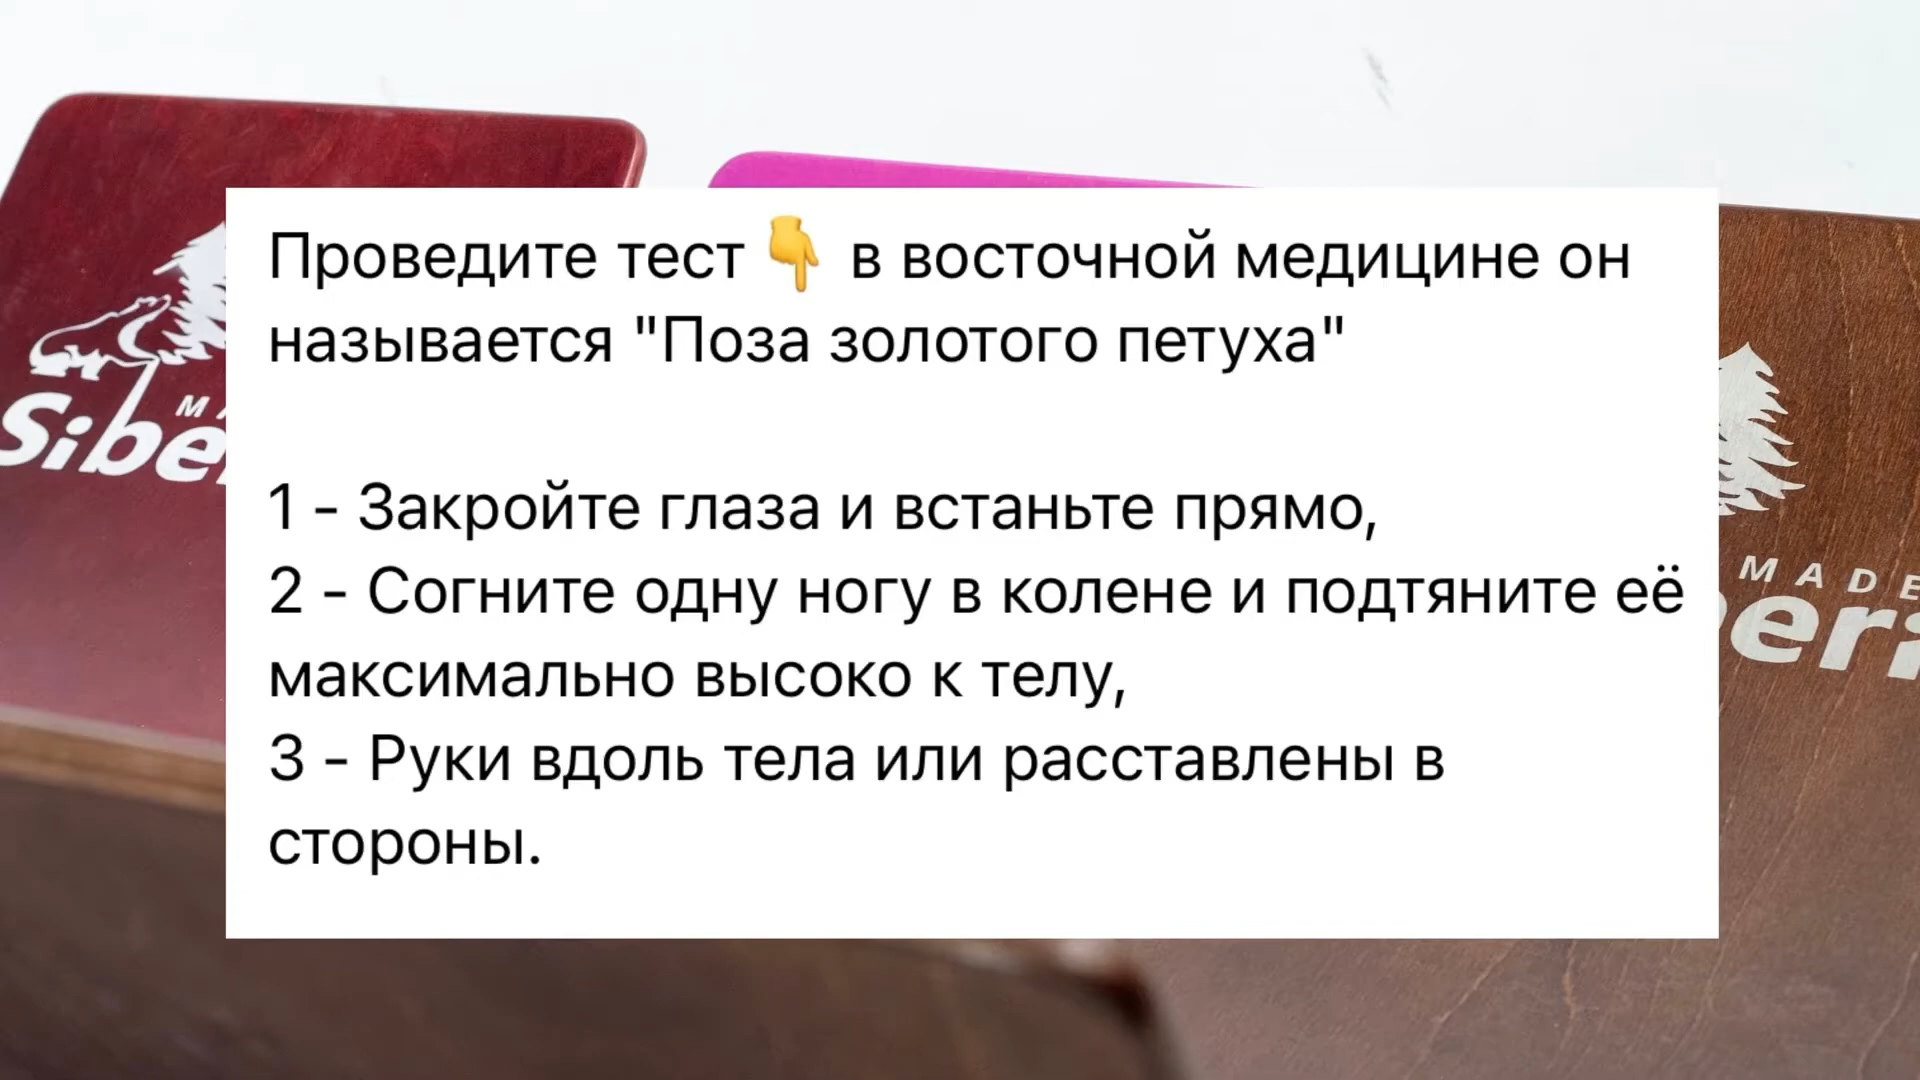 Проведите тест 👇 в восточной медицине он
называется "Поза золотого петуха"
1 - Закройте глаза и встаньте прямо,
2 - Согните одну ногу в колене и подтяните её
максимально высоко к телу,
3 - Руки вдоль тела или расставлены в
стороны.
MADE